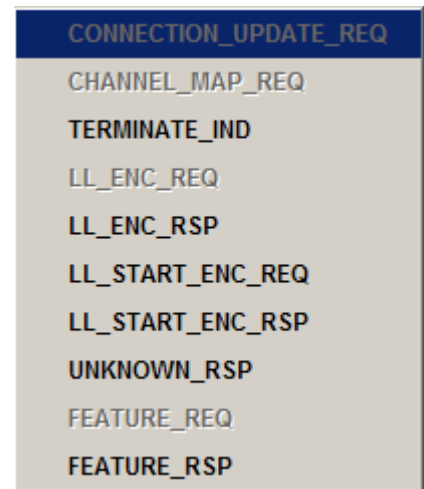 CONNECTION_UPDATE_REQ
CHANNEL_MAP_REQ
TERMINATE_IND
LL_ENC_REQ
LL_ENC_RSP
LL_START_ENC_REQ
LL_START_ENC_RSP
UNKNOWN_RSP
FEATURE_REQ
FEATURE_RSP